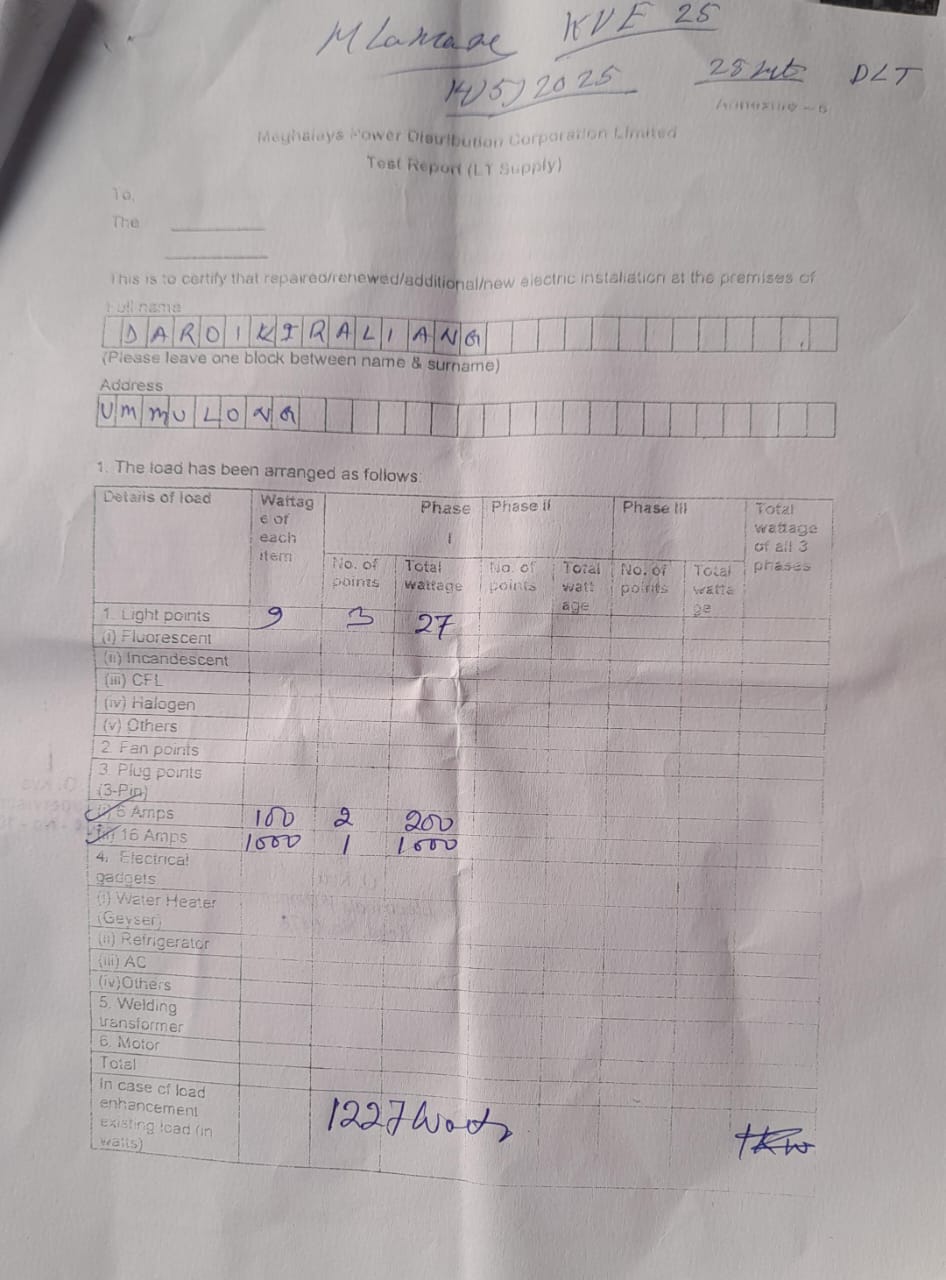 KVE 25
14/5/2025 28 mts DLT
Annexure - 6
Meghalaya Power Distribution Corporation Limited
Test Report (LT Supply)
To,
The
This is to certify that repaired/renewed/additional/new electric installation at the premises of
Full name
DAROIKIRALIANG
(Please leave one block between name & surname)
Address
UMMULONG
1. The load has been arranged as follows:
Details of load Wattage of each item Phase I Phase II Phase III Total wattage of all 3 phases
No. of points Total wattage No. of points Total wattage No. of points Total wattage
1. Light points 9 3 27
(i) Fluorescent
(ii) Incandescent
(iii) CFL
(iv) Halogen
(v) Others
2. Fan points
3. Plug points
(3-Pin)
(i) 6 Amps 100 2 200
(ii) 16 Amps 1000 1 1000
4. Electrical
gadgets
(i) Water Heater
(Geyser)
(ii) Refrigerator
(iii) AC
(iv)Others
5. Welding
transformer
6. Motor
Total
In case of load
enhancement
existing load (in
watts)
1227 Watts 1KW